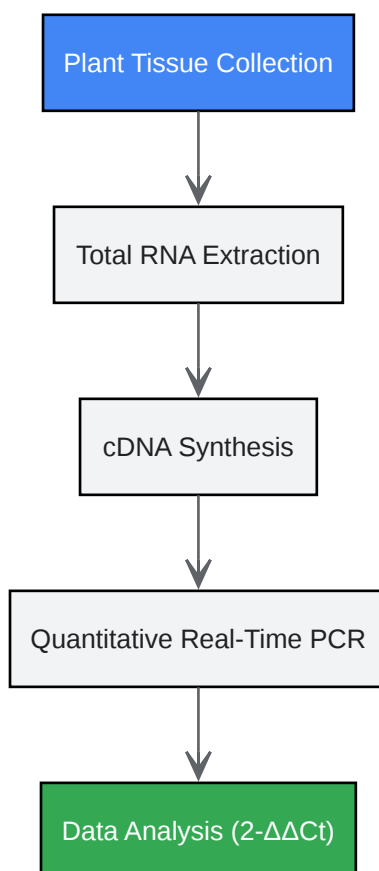 Plant Tissue Collection
Total RNA Extraction
cDNA Synthesis
Quantitative Real-Time PCR
Data Analysis (2-ΔΔCt)